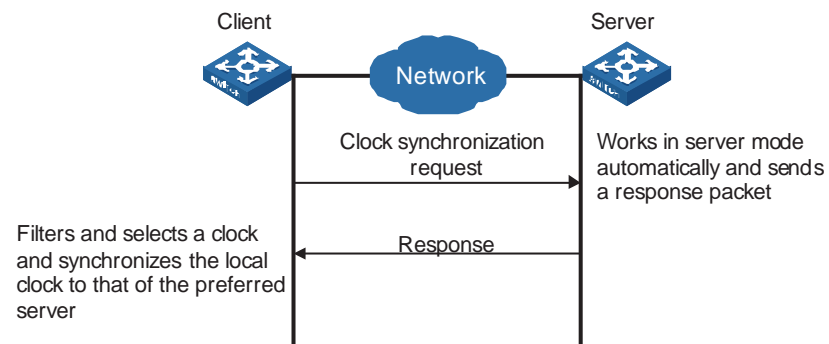 Client
Server
Network
Clock synchronization
request
Works in server mode
automatically and sends
a response packet
Filters and selects a clock
and synchronizes the local
clock to that of the preferred
server
Response